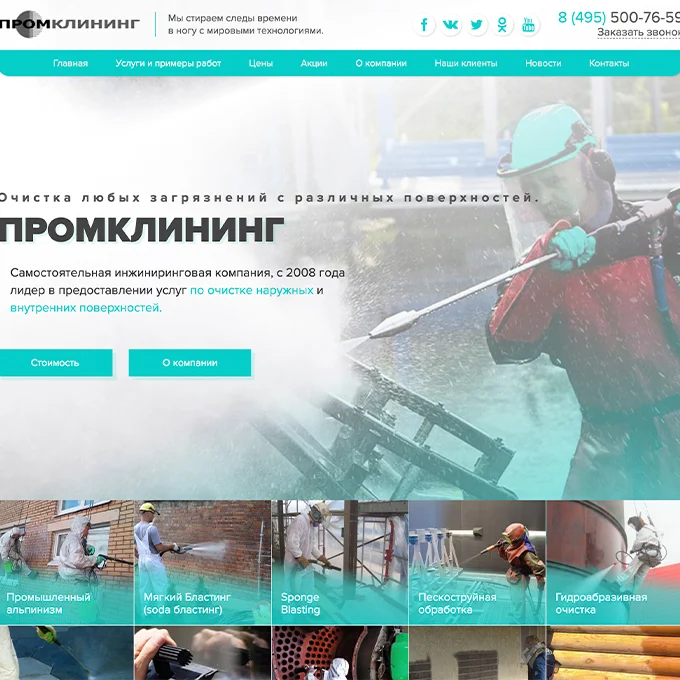 ПРОМКЛИНИНГ
Мы стираем следы времени
в ногу с мировыми технологиями.
You
Tube
8 (495) 500-76-59
Заказать звонок
Главная Услуги и примеры работ Цены Акции О компании Наши клиенты Новости Контакты
Очистка любых загрязнений с различных поверхностей.
ПРОМКЛИНИНГ
Самостоятельная инжиниринговая компания, с 2008 года
лидер в предоставлении услуг по очистке наружных и
внутренних поверхностей.
Стоимость О компании
Промышленный
альпинизм
Мягкий Бластинг
(soda бластинг)
Sponge
Blasting
Пескоструйная
обработка
Гидроабразивная
очистка